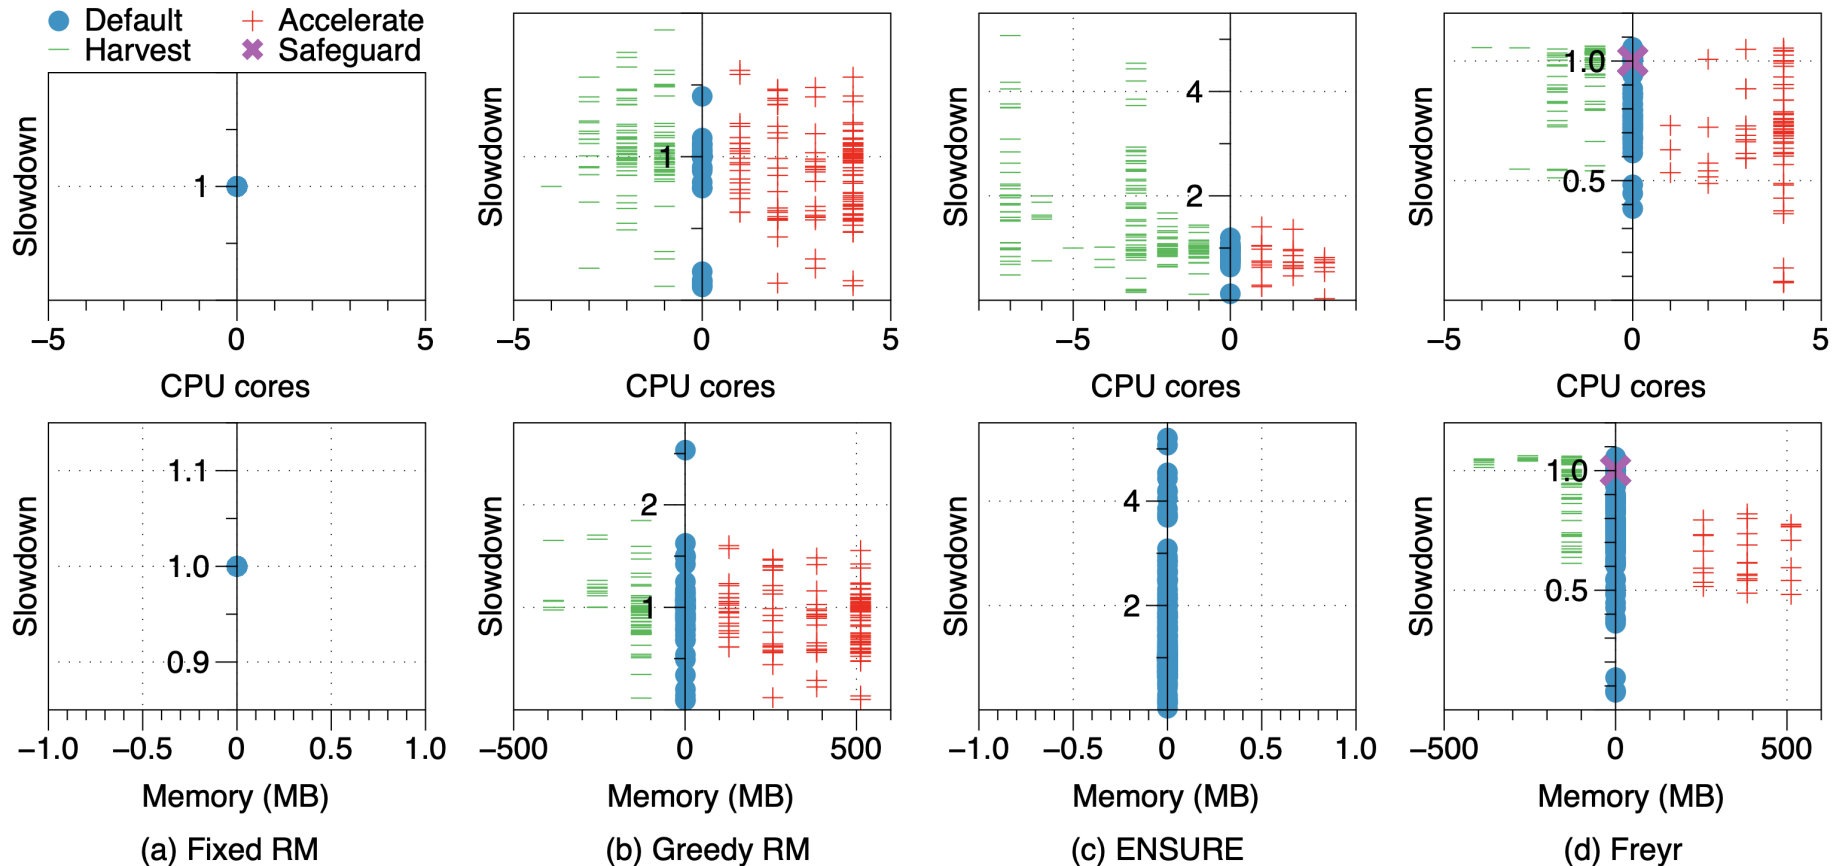 Default Accelerate
Harvest Safeguard
Slowdown
1
−5 0 5
CPU cores
Slowdown
1
−5 0 5
CPU cores
Slowdown
4
2
−5 0
CPU cores
Slowdown
1.0
0.5
−5 0 5
CPU cores
Slowdown
1.1
1.0
0.9
−1.0 −0.5 0 0.5 1.0
Memory (MB)
Slowdown
2
1
−500 0 500
Memory (MB)
Slowdown
4
2
−1.0 −0.5 0 0.5 1.0
Memory (MB)
Slowdown
1.0
0.5
−500 0 500
Memory (MB)
(a) Fixed RM
(b) Greedy RM
(c) ENSURE
(d) Freyr